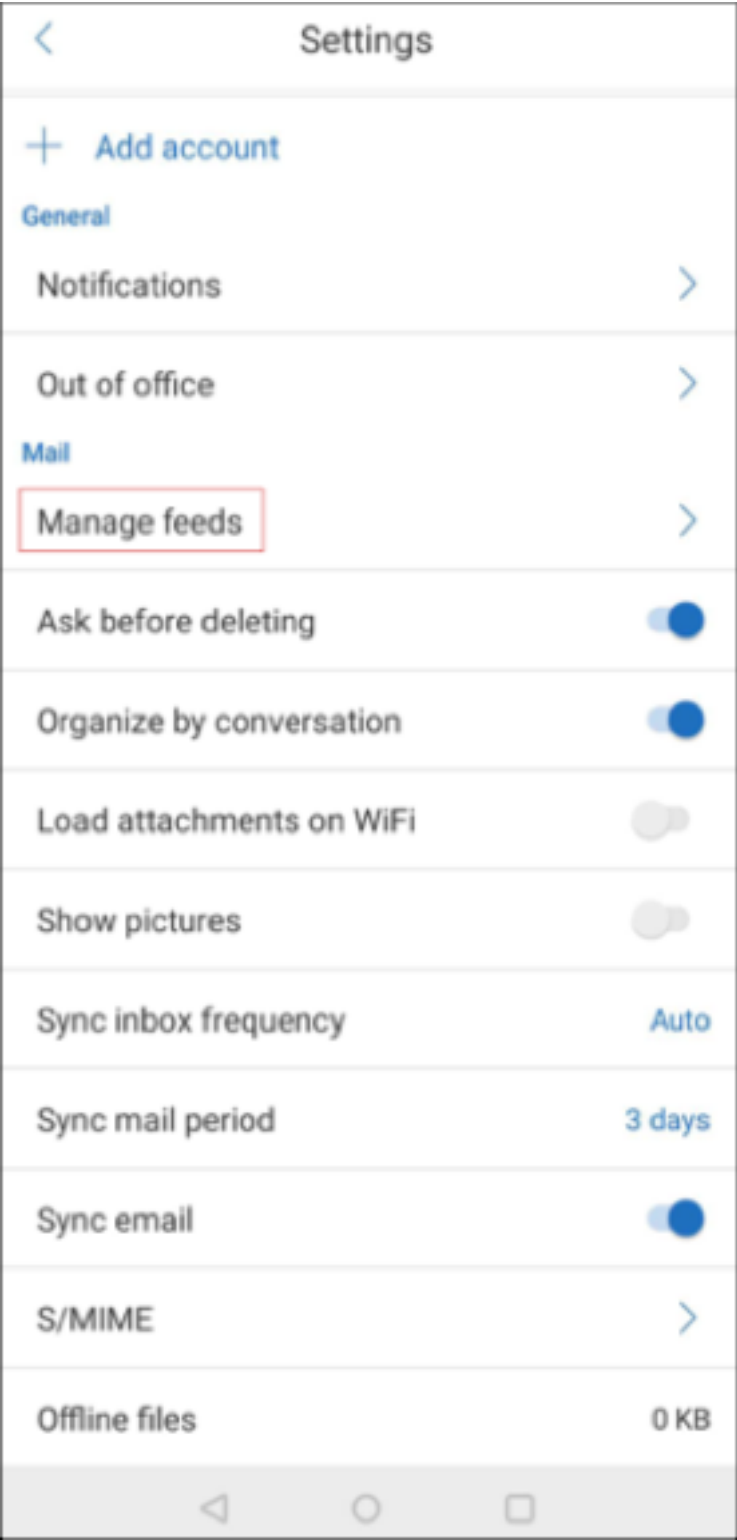 Settings
Add account
General
Notifications
Out of office
Mail
Manage feeds
Ask before deleting
Organize by conversation
Load attachments on WiFi
Show pictures
Sync inbox frequency Auto
Sync mail period 3 days
Sync email
S/MIME
Offline files 0 KB